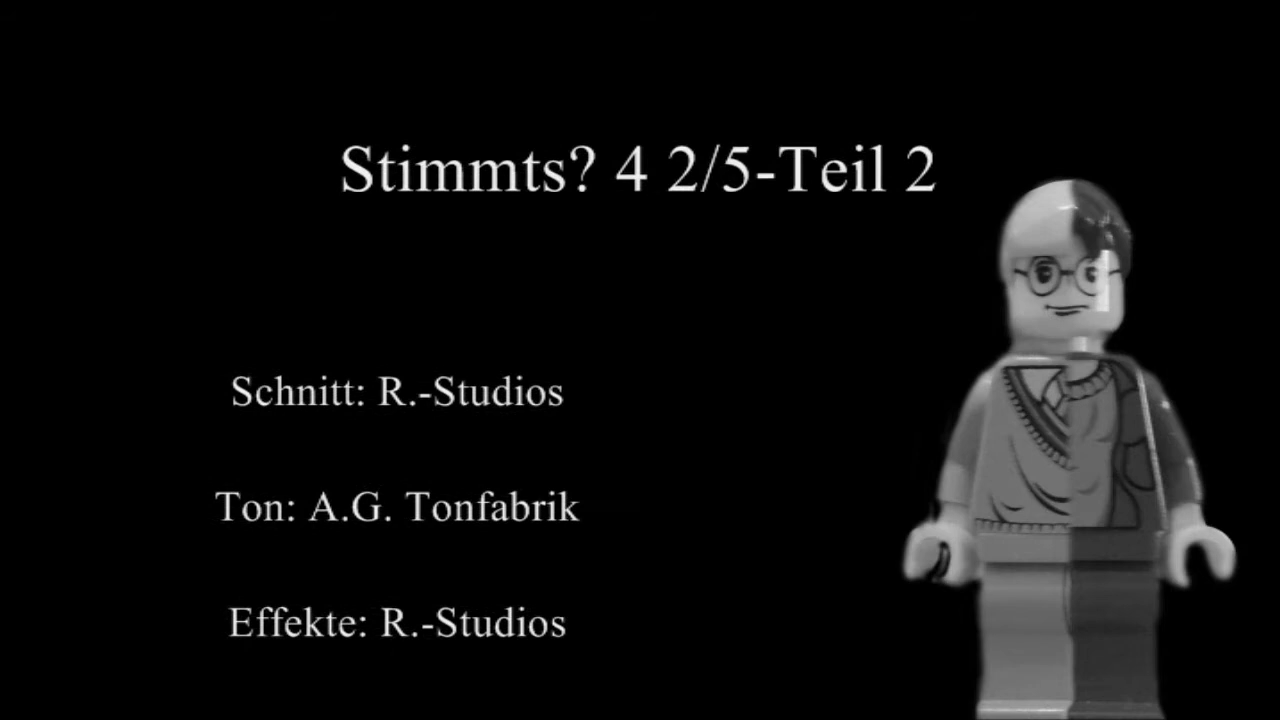 Stimmts? 4 2/5-Teil 2
Schnitt: R.-Studios
Ton: A.G. Tonfabrik
Effekte: R.-Studios